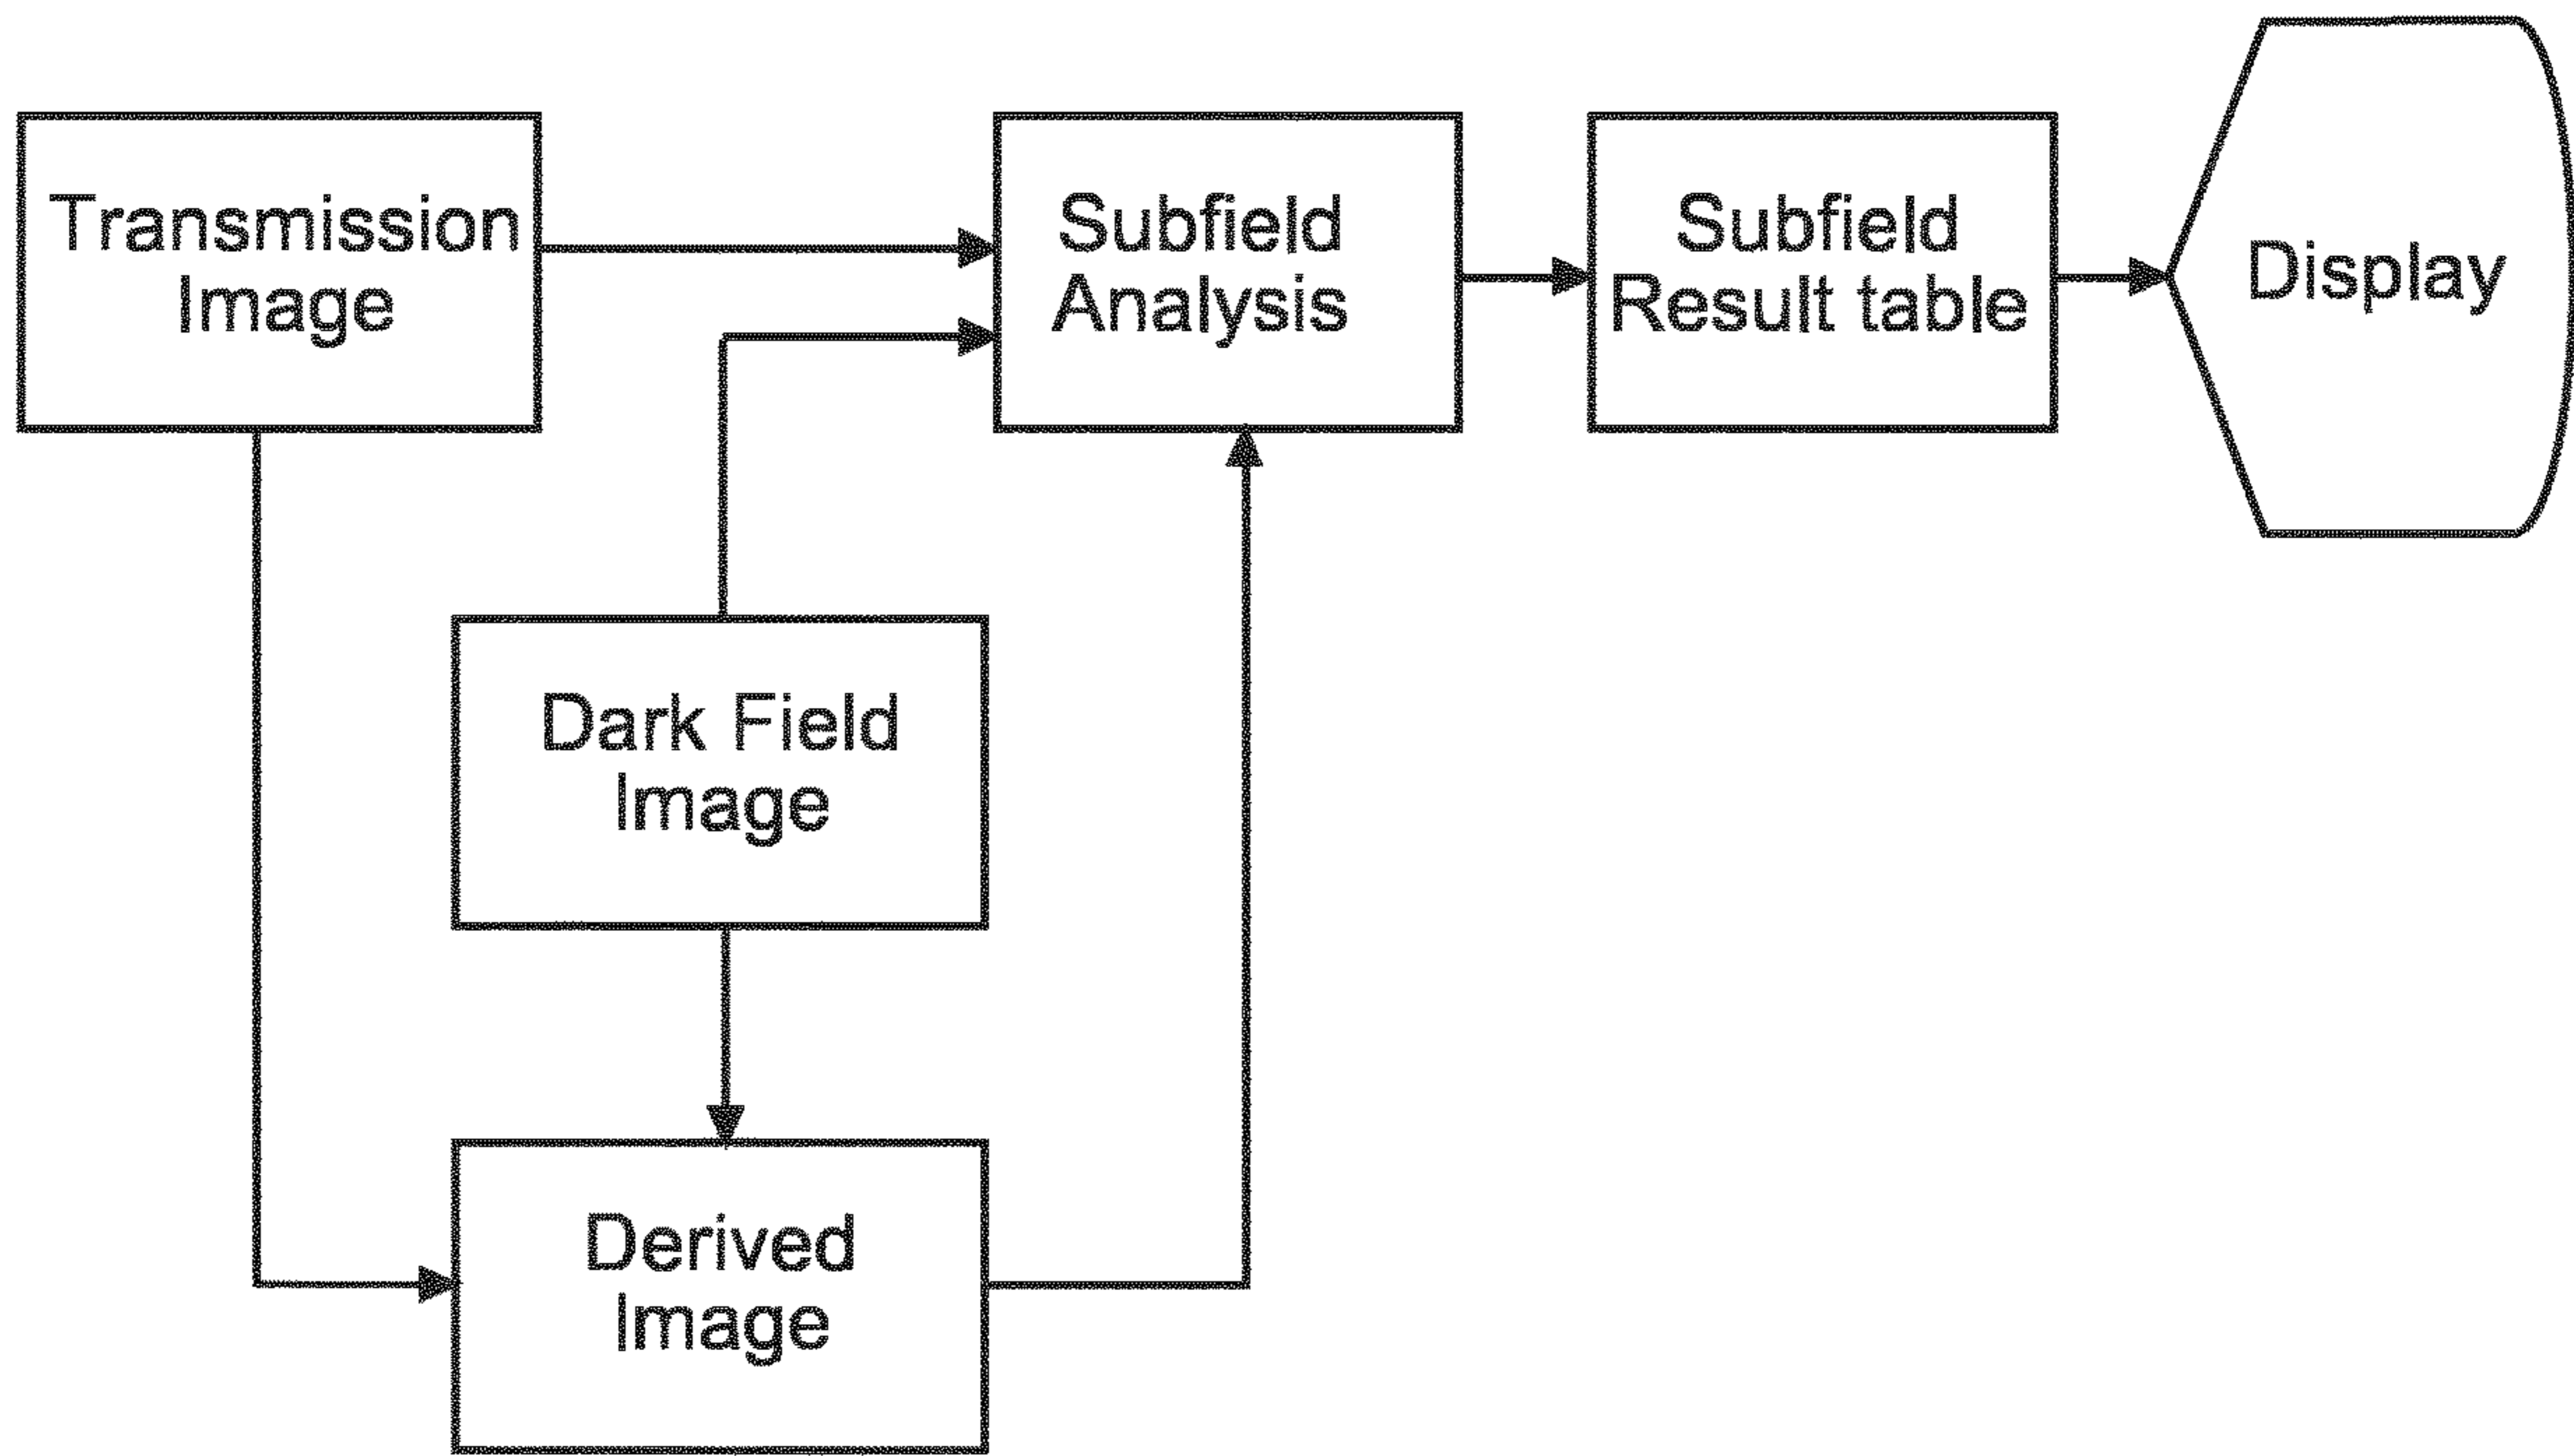 Transmission
Image
Subfield
Analysis
Subfield
Result table
Display
Dark Field
Image
Derived
Image